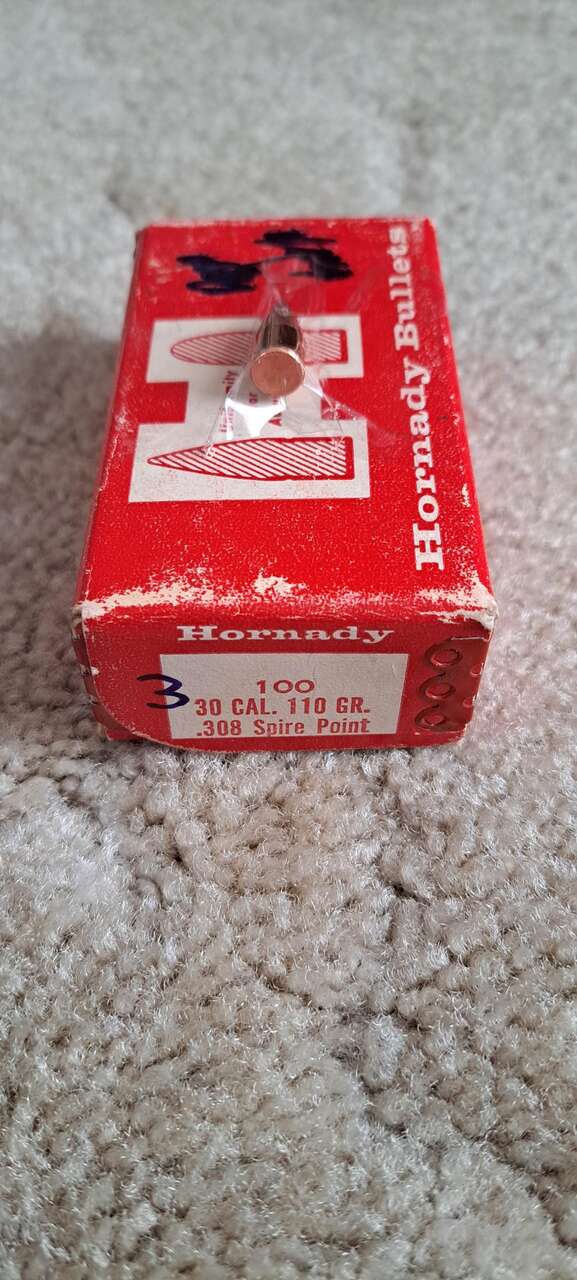 Hornady Bullets
Hornady
100
3
30 CAL. 110 GR.
.308 Spire Point